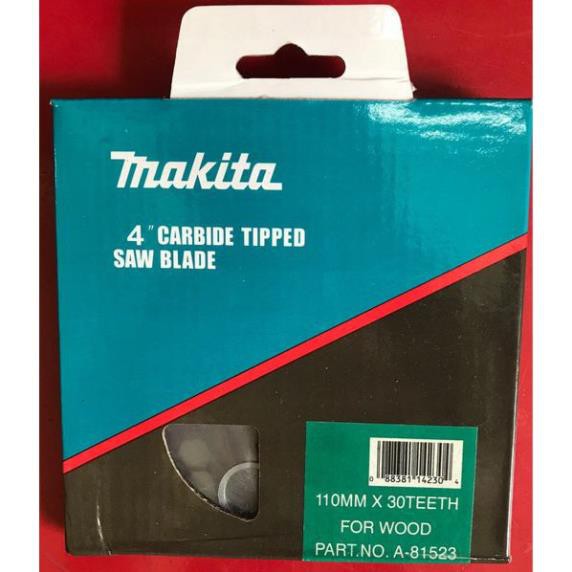 makita
4" CARBIDE TIPPED
SAW BLADE
0 88381 14230 4
110MM X 30TEETH
FOR WOOD
PART.NO. A-81523